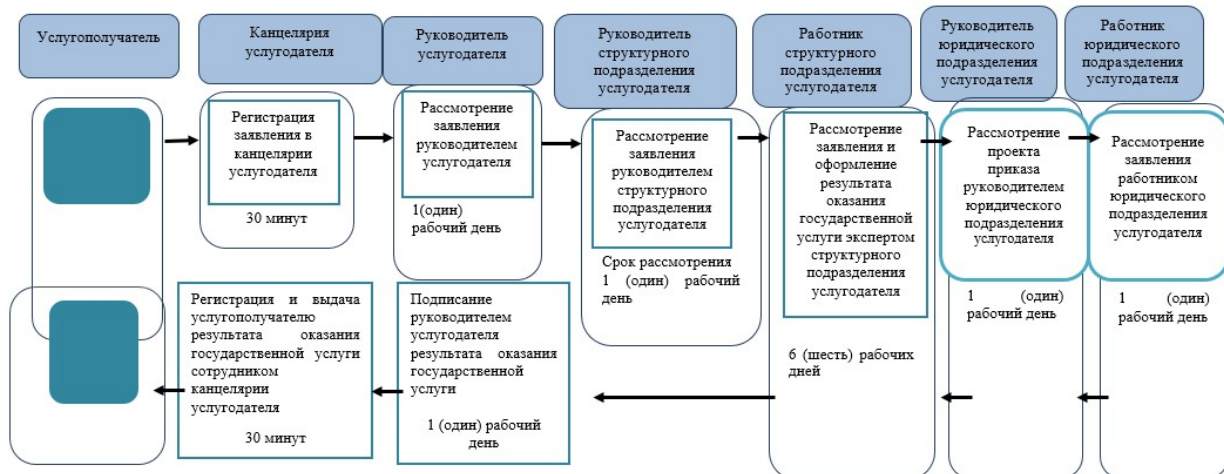 Услугополучатель
Канцелярия
услугодателя
Руководитель
услугодателя
Руководитель
структурного
подразделения
услугодателя
Работник
структурного
подразделения
услугодателя
Руководитель
юридического
подразделения
услугодателя
Работник
юридического
подразделения
услугодателя
Регистрация
заявления в
канцелярии
услугодателя
30 минут
Рассмотрение
заявления
руководителем
услугодателя
1(один)
рабочий день
Рассмотрение
заявления
руководителем
структурного
подразделения
услугодателя
Срок рассмотрения
1 (один) рабочий
день
Рассмотрение
заявления и
оформление
результата
оказания
государственной
услуги экспертом
структурного
подразделения
услугодателя
6 (шесть) рабочих
дней
Рассмотрение
проекта
приказа
руководителем
юридического
подразделения
услугодателя
1 (один)
рабочий день
Рассмотрение
заявления
работником
юридического
подразделения
услугодателя
1 (один)
рабочий день
Регистрация и выдача
услугополучателю
результата оказания
государственной услуги
сотрудником
канцелярии
услугодателя
30 минут
Подписание
руководителем
услугодателя
результата оказания
государственной
услуги
1 (один) рабочий
день